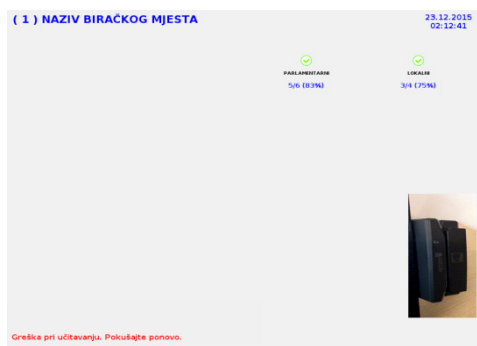 ( 1 ) NAZIV BIRAČKOG MJESTA
23.12.2015
02:12:41
PARLAMENTARNI
LOKALNI
5/6 (83%)
3/4 (75%)
Greška pri učitavanju. Pokušajte ponovo.